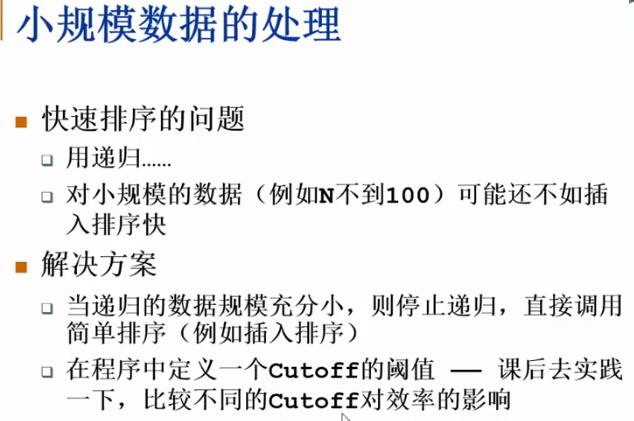 小规模数据的处理
快速排序的问题
用递归……
对小规模的数据（例如N不到100）可能还不如插
入排序快
解决方案
当递归的数据规模充分小，则停止递归，直接调用
简单排序（例如插入排序）
在程序中定义一个Cutoff的阈值 —— 课后去实践
一下，比较不同的Cutoff对效率的影响